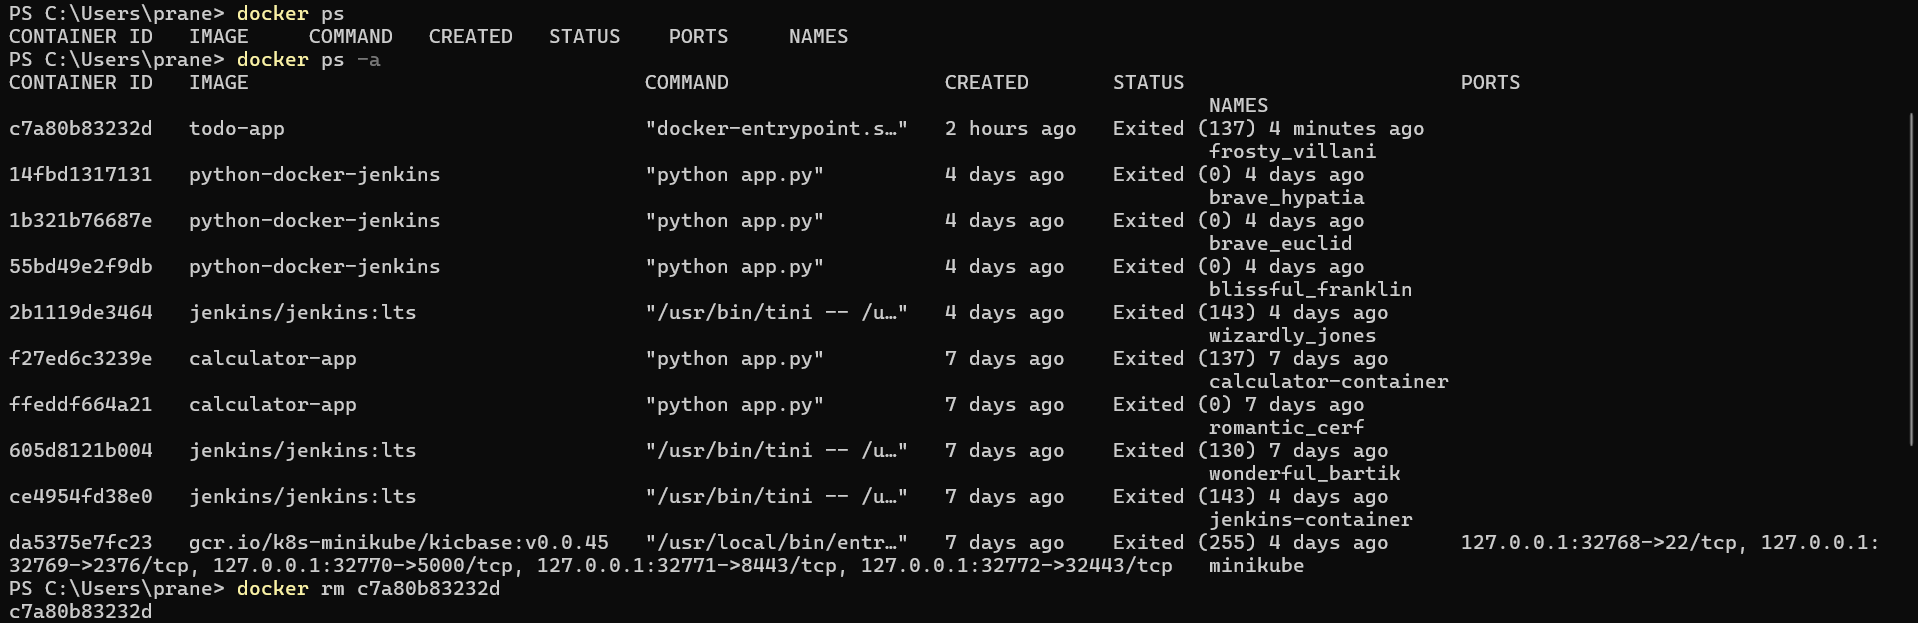 PS C:\Users\prane> docker ps
CONTAINER ID   IMAGE     COMMAND   CREATED   STATUS    PORTS     NAMES
PS C:\Users\prane> docker ps -a
CONTAINER ID   IMAGE                                 COMMAND                  CREATED       STATUS                       PORTS
NAMES
c7a80b83232d   todo-app                              "docker-entrypoint.s…"   2 hours ago   Exited (137) 4 minutes ago
frosty_villani
14fbd1317131   python-docker-jenkins                 "python app.py"          4 days ago    Exited (0) 4 days ago
brave_hypatia
1b321b76687e   python-docker-jenkins                 "python app.py"          4 days ago    Exited (0) 4 days ago
brave_euclid
55bd49e2f9db   python-docker-jenkins                 "python app.py"          4 days ago    Exited (0) 4 days ago
blissful_franklin
2b1119de3464   jenkins/jenkins:lts                   "/usr/bin/tini -- /u…"   4 days ago    Exited (143) 4 days ago
wizardly_jones
f27ed6c3239e   calculator-app                        "python app.py"          7 days ago    Exited (137) 7 days ago
calculator-container
ffeddf664a21   calculator-app                        "python app.py"          7 days ago    Exited (0) 7 days ago
romantic_cerf
605d8121b004   jenkins/jenkins:lts                   "/usr/bin/tini -- /u…"   7 days ago    Exited (130) 7 days ago
wonderful_bartik
ce4954fd38e0   jenkins/jenkins:lts                   "/usr/bin/tini -- /u…"   7 days ago    Exited (143) 4 days ago
jenkins-container
da5375e7fc23   gcr.io/k8s-minikube/kicbase:v0.0.45   "/usr/local/bin/entr…"   7 days ago    Exited (255) 4 days ago      127.0.0.1:32768->22/tcp, 127.0.0.1:
32769->2376/tcp, 127.0.0.1:32770->5000/tcp, 127.0.0.1:32771->8443/tcp, 127.0.0.1:32772->32443/tcp   minikube
PS C:\Users\prane> docker rm c7a80b83232d
c7a80b83232d